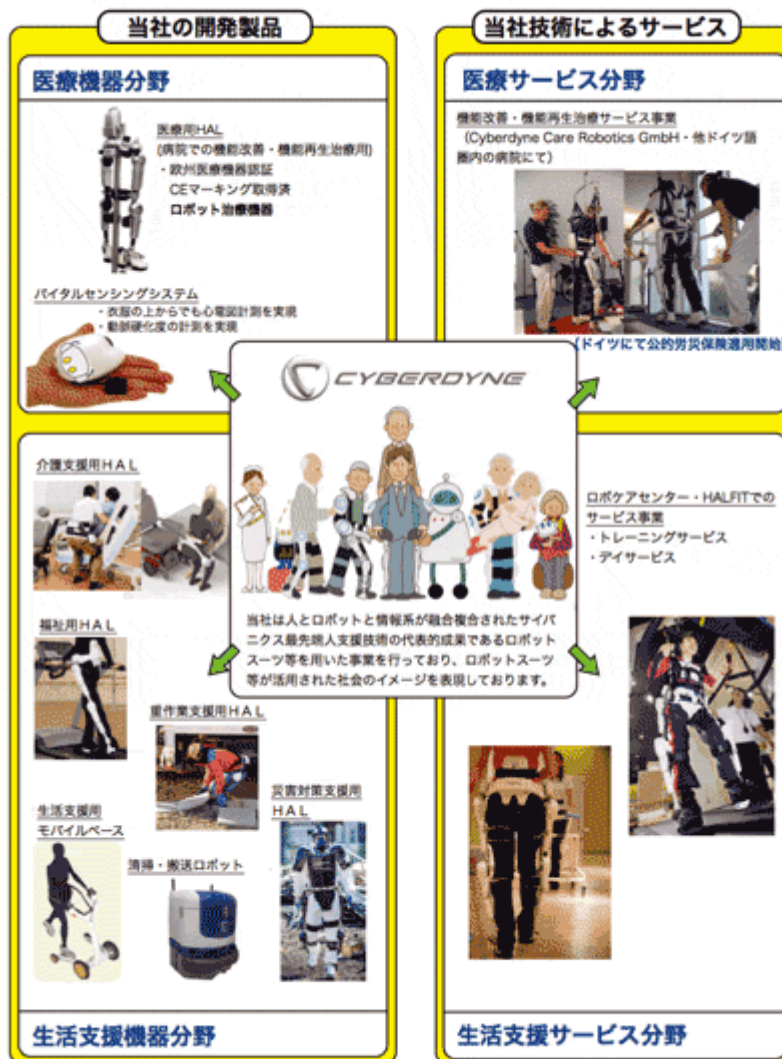 当社の開発製品
医療機器分野
医療用HAL
(病院での機能改善・機能再生治療用)
・欧州医療機器認証
CEマーキング取得済
ロボット治療機器
バイタルセンシングシステム
・衣服の上からでも心電図計測を実現
・動脈硬化度の計測を実現
当社技術によるサービス
医療サービス分野
機能改善・機能再生治療サービス事業
(Cyberdyne Care Robotics GmbH・他ドイツ語
圏内の病院にて)
(ドイツにて公的労災保険適用開始
CYBERDYNE
当社は人とロボットと情報系が融合複合されたサイバ
ニクス最先端人支援技術の代表的成果であるロボット
スーツ等を用いた事業を行っており、ロボットスーツ
等が活用された社会のイメージを表現しております。
介護支援用HAL
福祉用HAL
重作業支援用HAL
災害対策支援用
HAL
生活支援用
モバイルベース
清掃・搬送ロボット
生活支援機器分野
ロボケアセンター・HALFITでの
サービス事業
・トレーニングサービス
・デイサービス
生活支援サービス分野